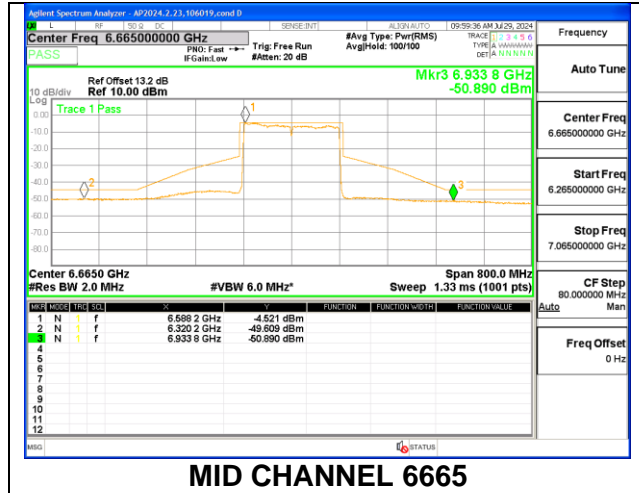 Agilent Spectrum Analyzer - AP2024.2.23,106019,cond D
L RF 50 Ω DC SENSE:INT ALIGN AUTO 09:59:36 AM Jul 29, 2024
Center Freq 6.665000000 GHz
PASS
PNO: Fast
IFGain:Low
Trig: Free Run
#Atten: 20 dB
#Avg Type: Pwr(RMS)
Avg|Hold: 100/100
TRACE 1 2 3 4 5 6
TYPE A WWWWW
DET A N N N N N
Mkr3 6.933 8 GHz
-50.890 dBm
Ref Offset 13.2 dB
10 dB/div Ref 10.00 dBm
Log
Trace 1 Pass
0.00
-10.0
-20.0
-30.0
-40.0
-50.0
-60.0
-70.0
-80.0
1
2
3
Center 6.6650 GHz Span 800.0 MHz
#Res BW 2.0 MHz #VBW 6.0 MHz* Sweep 1.33 ms (1001 pts)
MKR MODE TRC SCL X Y FUNCTION FUNCTION WIDTH FUNCTION VALUE
1 N 1 f 6.588 2 GHz -4.521 dBm
2 N 1 f 6.320 2 GHz -49.609 dBm
3 N 1 f 6.933 8 GHz -50.890 dBm
4
5
6
7
8
9
10
11
12
MSG STATUS
Frequency
Auto Tune
Center Freq
6.665000000 GHz
Start Freq
6.265000000 GHz
Stop Freq
7.065000000 GHz
CF Step
80.000000 MHz
Auto Man
Freq Offset
0 Hz
MID CHANNEL 6665